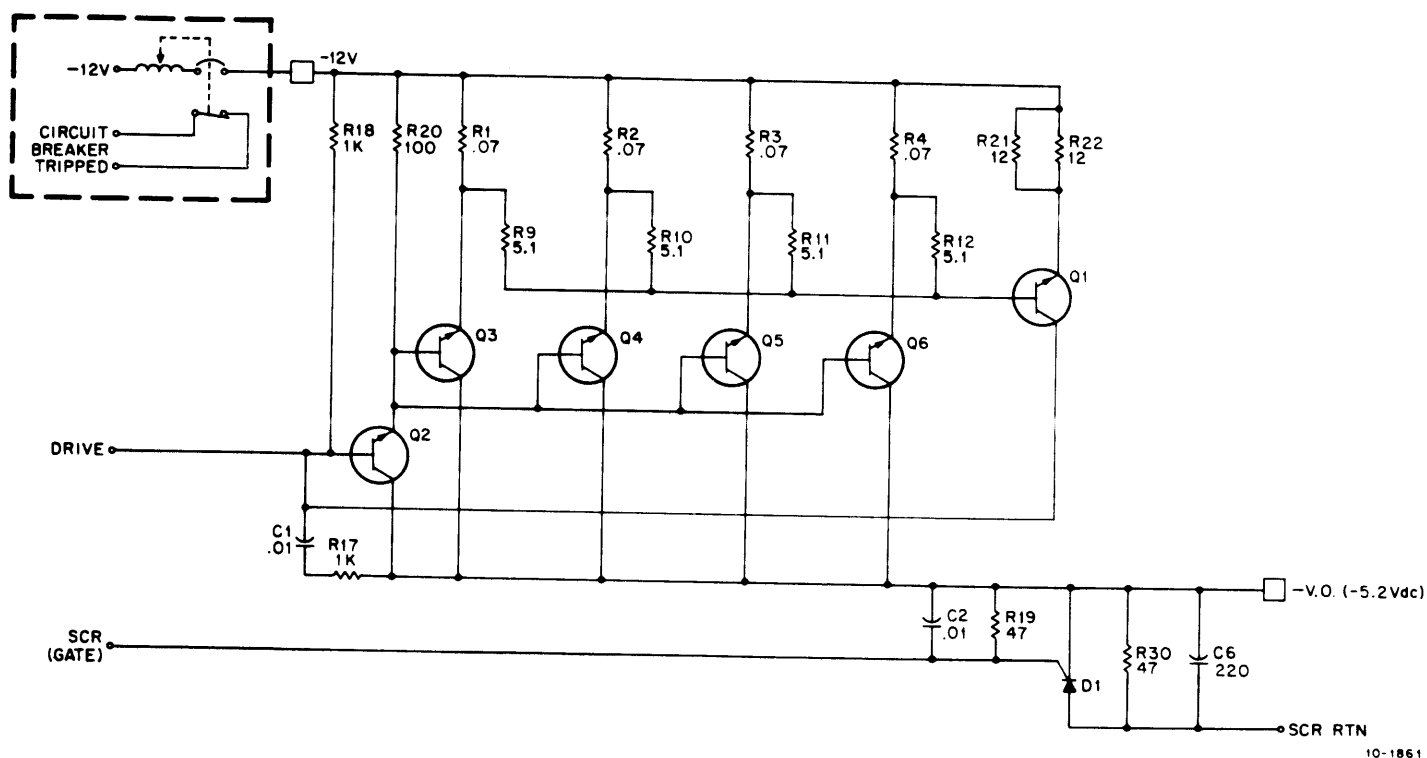 -12V
-12V
CIRCUIT
BREAKER
TRIPPED
R18
1K
R20
100
R1
.07
R2
.07
R3
.07
R4
.07
R21
12
R22
12
R9
5.1
R10
5.1
R11
5.1
R12
5.1
Q1
Q3
Q4
Q5
Q6
DRIVE
Q2
C1
.01
R17
1K
-V.O. (-5.2Vdc)
SCR
(GATE)
C2
.01
R19
47
D1
R30
47
C6
220
SCR RTN
10-1861